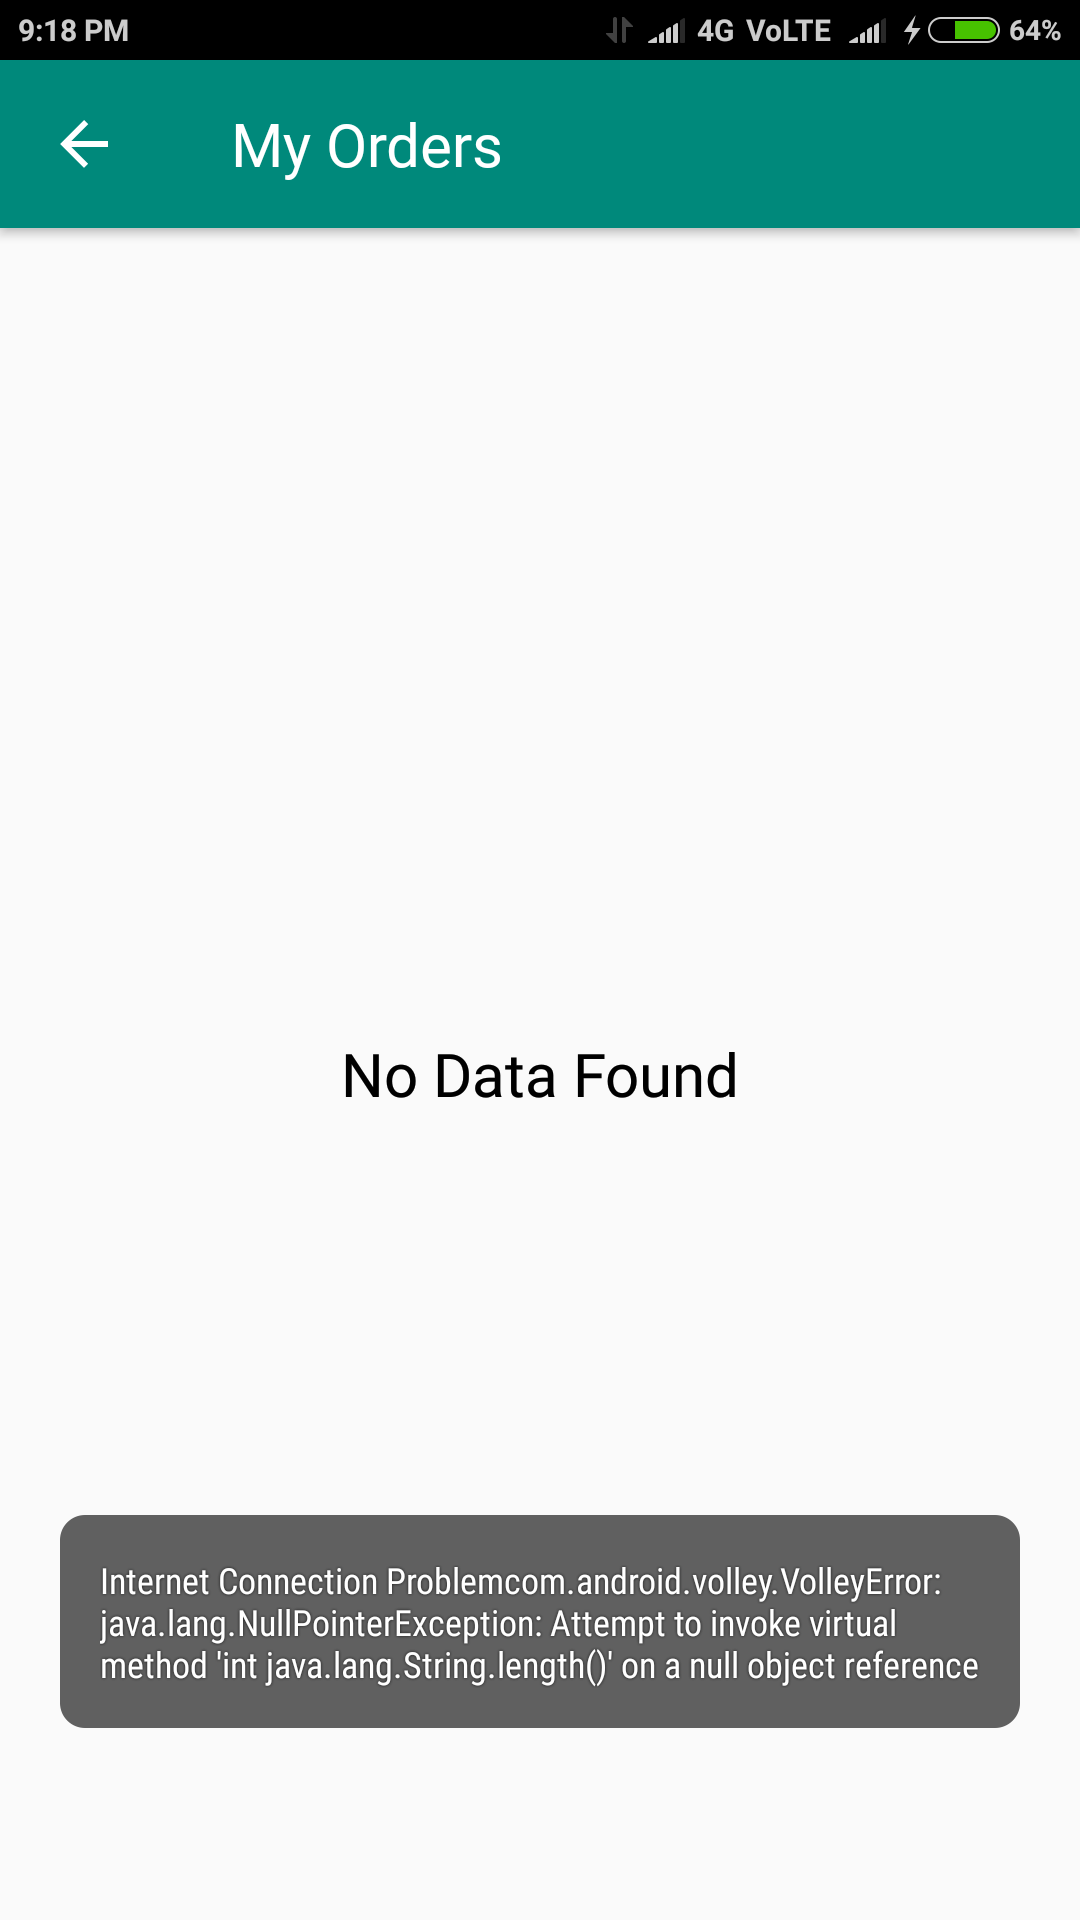 9:18 PM 4G VoLTE 64%
My Orders
No Data Found
Internet Connection Problemcom.android.volley.VolleyError:
java.lang.NullPointerException: Attempt to invoke virtual
method 'int java.lang.String.length()' on a null object reference